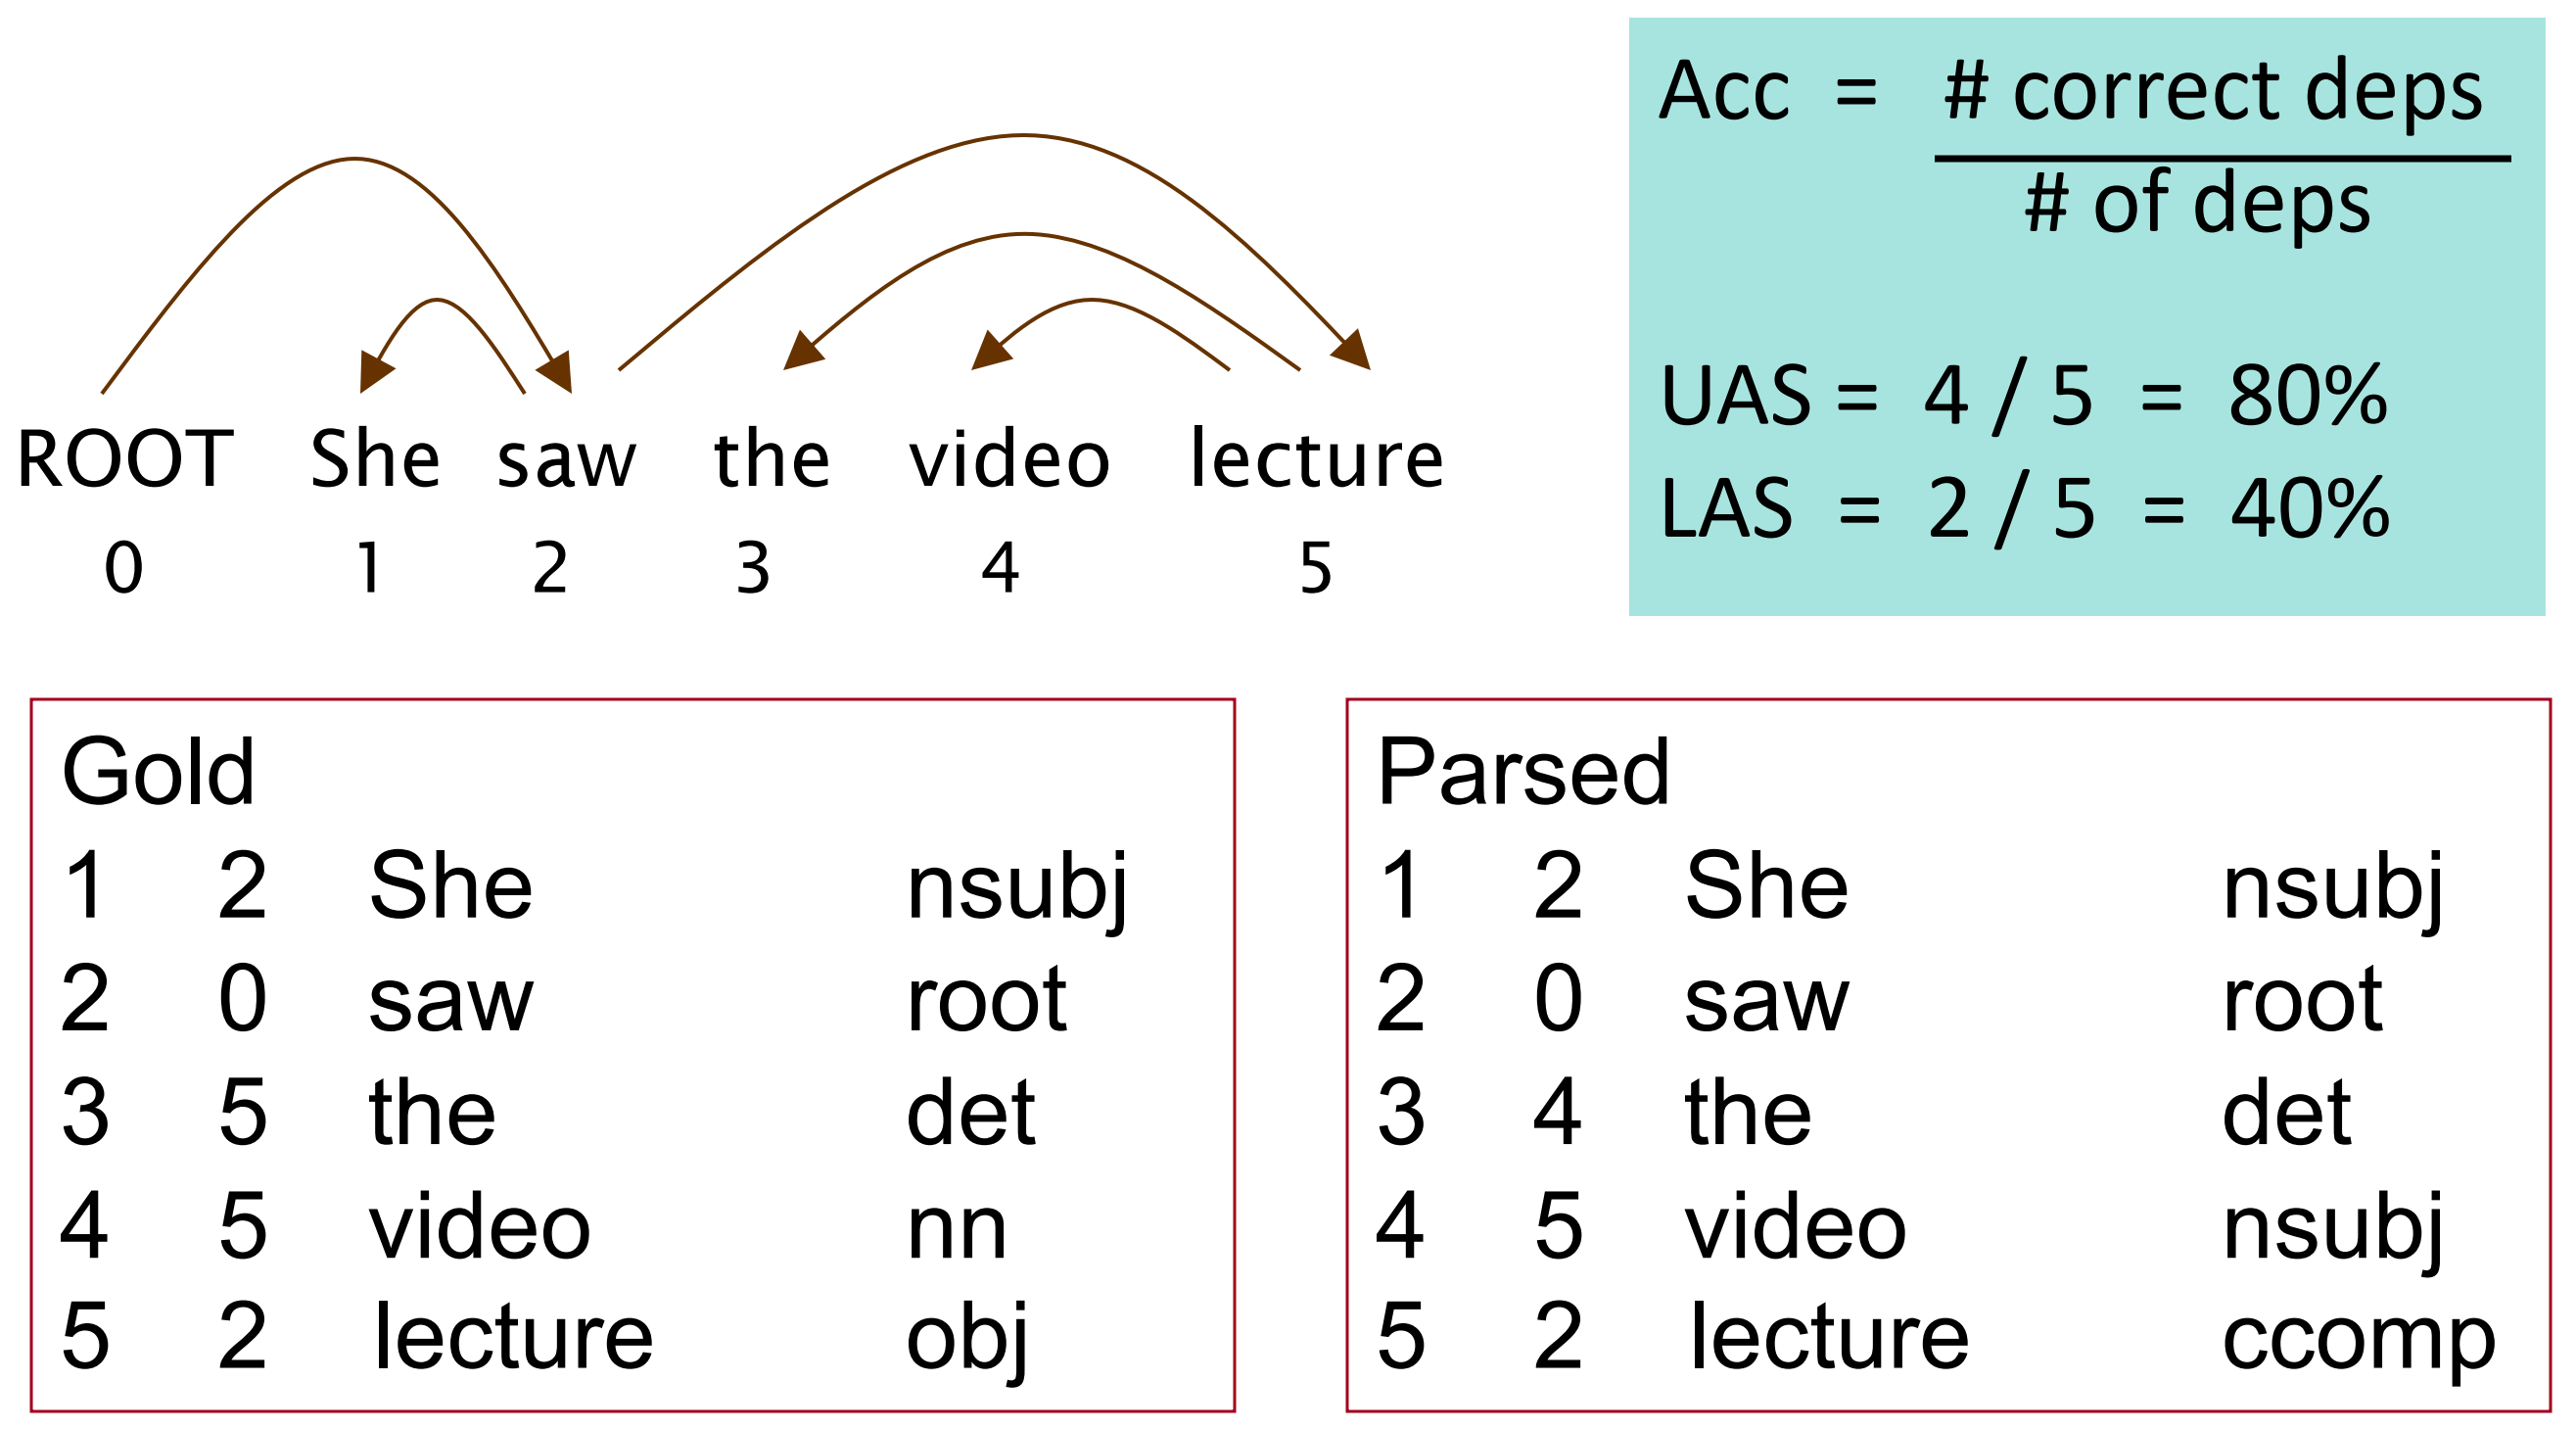 Acc = # correct deps
# of deps
UAS = 4 / 5 = 80%
LAS = 2 / 5 = 40%
ROOT She saw the video lecture
0 1 2 3 4 5
Gold
1 2 She nsubj
2 0 saw root
3 5 the det
4 5 video nn
5 2 lecture obj
Parsed
1 2 She nsubj
2 0 saw root
3 4 the det
4 5 video nsubj
5 2 lecture ccomp